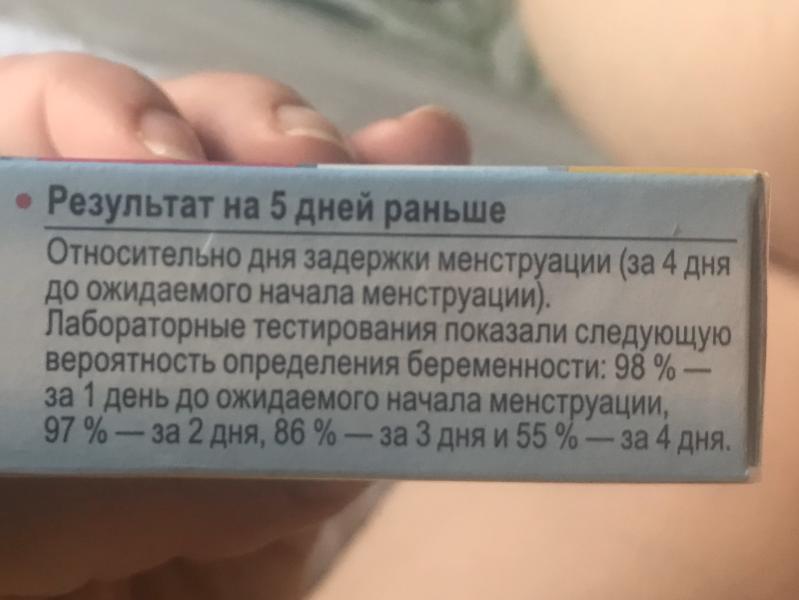 • Результат на 5 дней раньше
Относительно дня задержки менструации (за 4 дня
до ожидаемого начала менструации).
Лабораторные тестирования показали следующую
вероятность определения беременности: 98 % —
за 1 день до ожидаемого начала менструации,
97 % — за 2 дня, 86 % — за 3 дня и 55 % — за 4 дня.